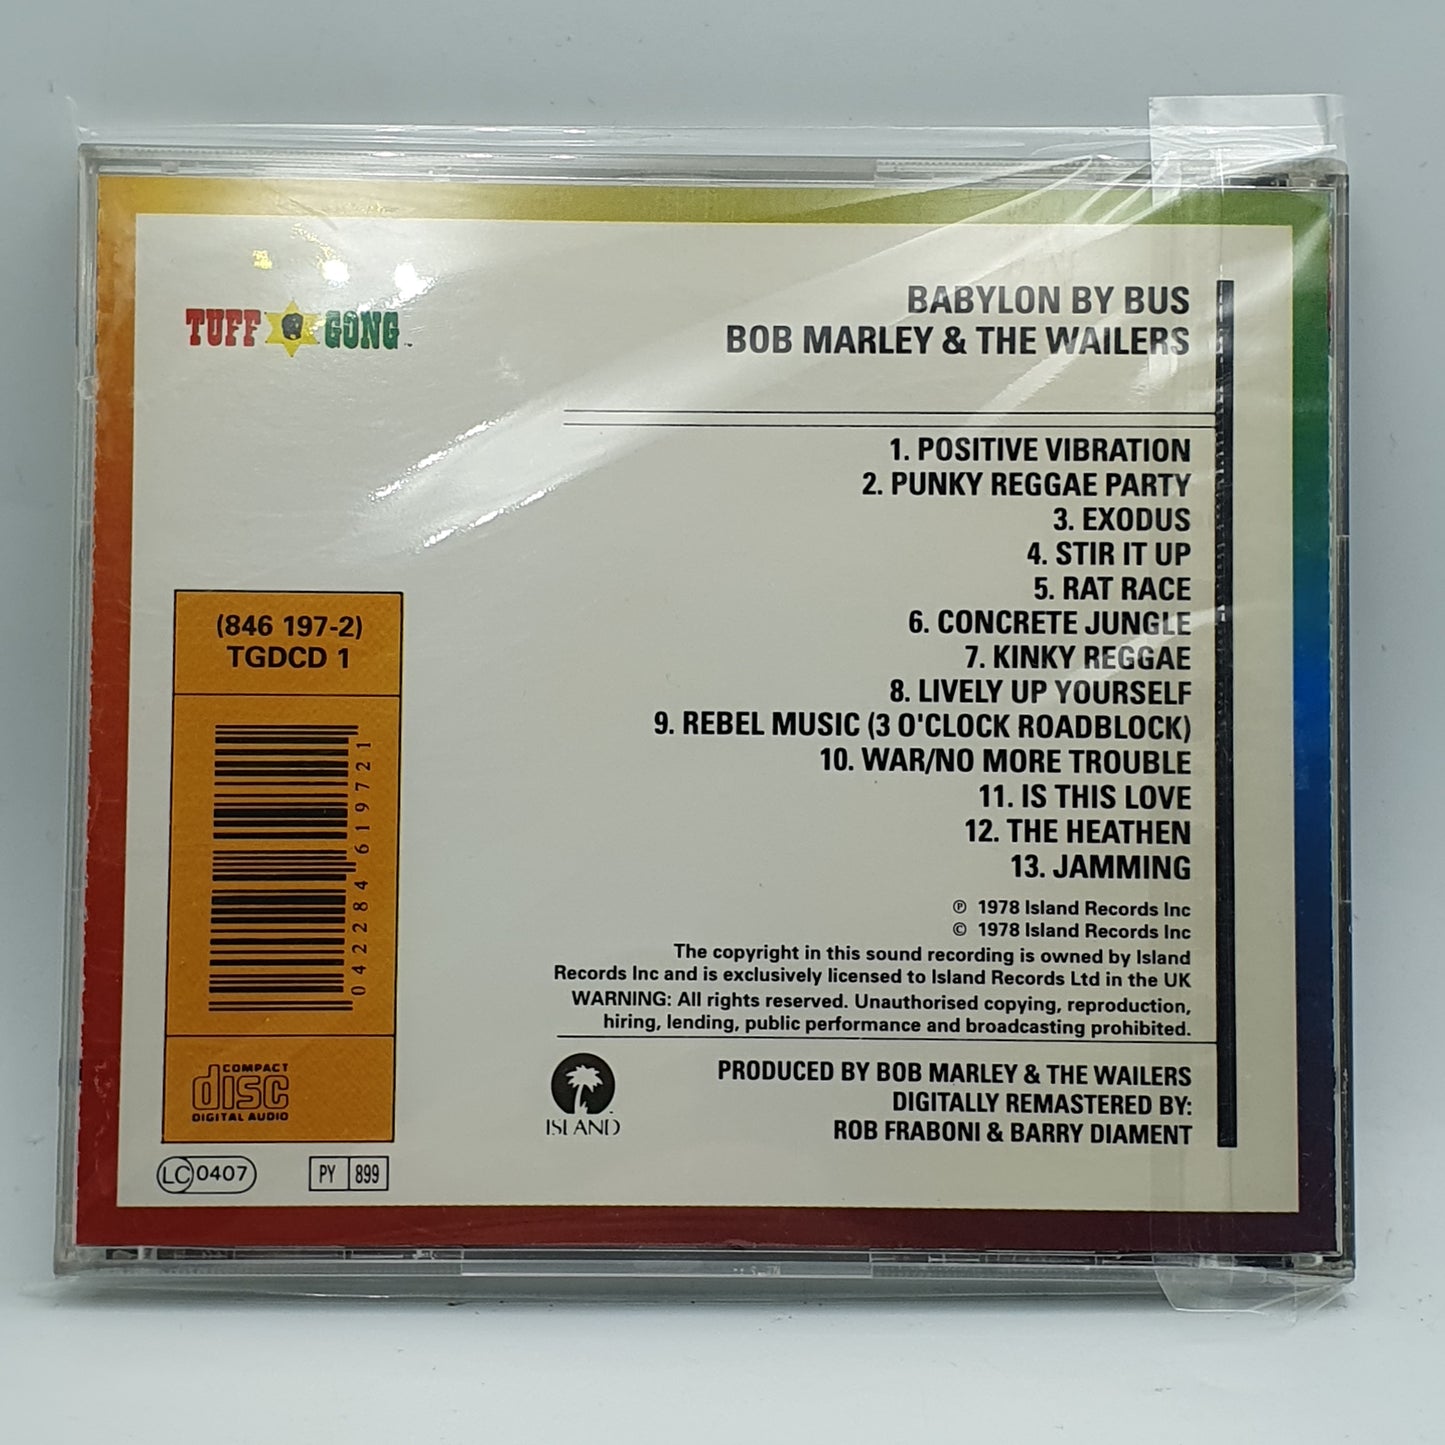 TUFF GONG
BABYLON BY BUS
BOB MARLEY & THE WAILERS
1. POSITIVE VIBRATION
2. PUNKY REGGAE PARTY
3. EXODUS
4. STIR IT UP
5. RAT RACE
6. CONCRETE JUNGLE
7. KINKY REGGAE
8. LIVELY UP YOURSELF
9. REBEL MUSIC (3 O'CLOCK ROADBLOCK)
10. WAR/NO MORE TROUBLE
11. IS THIS LOVE
12. THE HEATHEN
13. JAMMING
℗ 1978 Island Records Inc
© 1978 Island Records Inc
The copyright in this sound recording is owned by Island
Records Inc and is exclusively licensed to Island Records Ltd in the UK
WARNING: All rights reserved. Unauthorised copying, reproduction,
hiring, lending, public performance and broadcasting prohibited.
PRODUCED BY BOB MARLEY & THE WAILERS
DIGITALLY REMASTERED BY:
ROB FRABONI & BARRY DIAMENT
ISLAND
(846 197-2)
TGDCD 1
042284619721
COMPACT
disc
DIGITAL AUDIO
LC 0407
PY 899